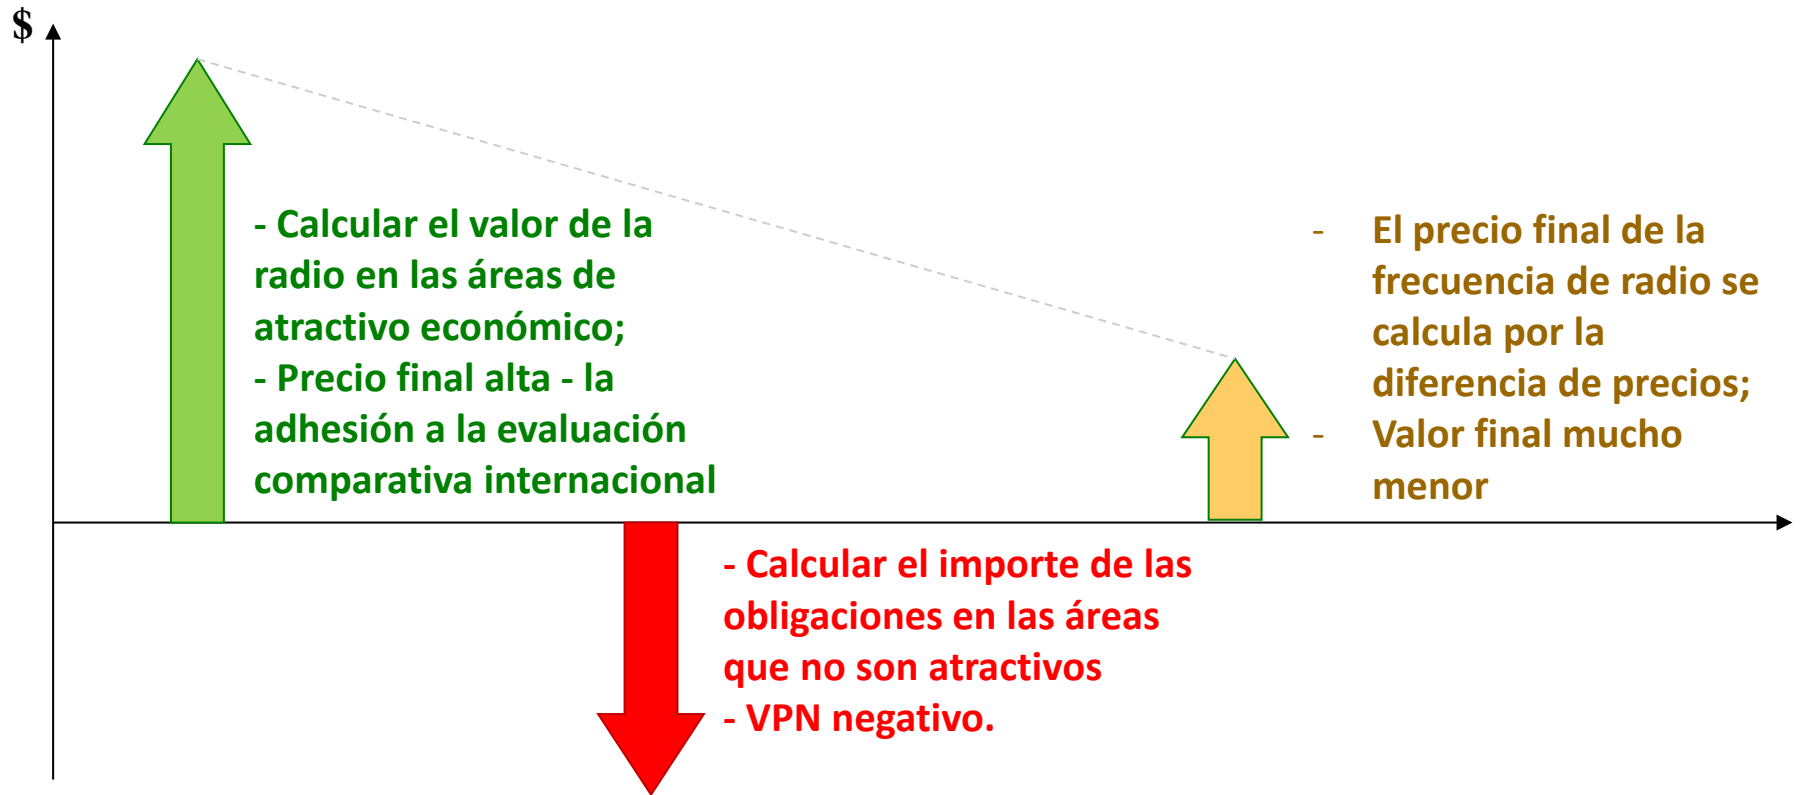 $
- Calcular el valor de la
radio en las áreas de
atractivo económico;
- Precio final alta - la
adhesión a la evaluación
comparativa internacional
- El precio final de la
frecuencia de radio se
calcula por la
diferencia de precios;
- Valor final mucho
menor
- Calcular el importe de las
obligaciones en las áreas
que no son atractivos
- VPN negativo.